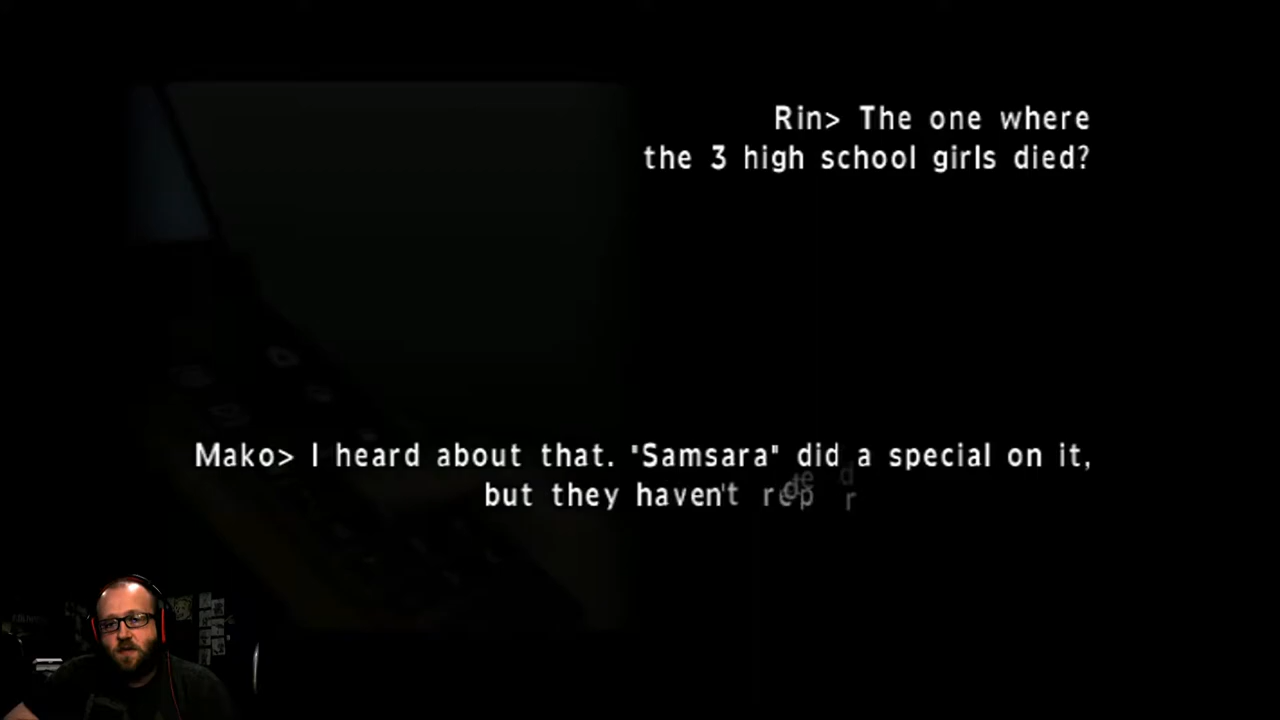 Rin> The one where
the 3 high school girls died?
Mako> I heard about that. "Samsara" did a special on it,
but they haven't